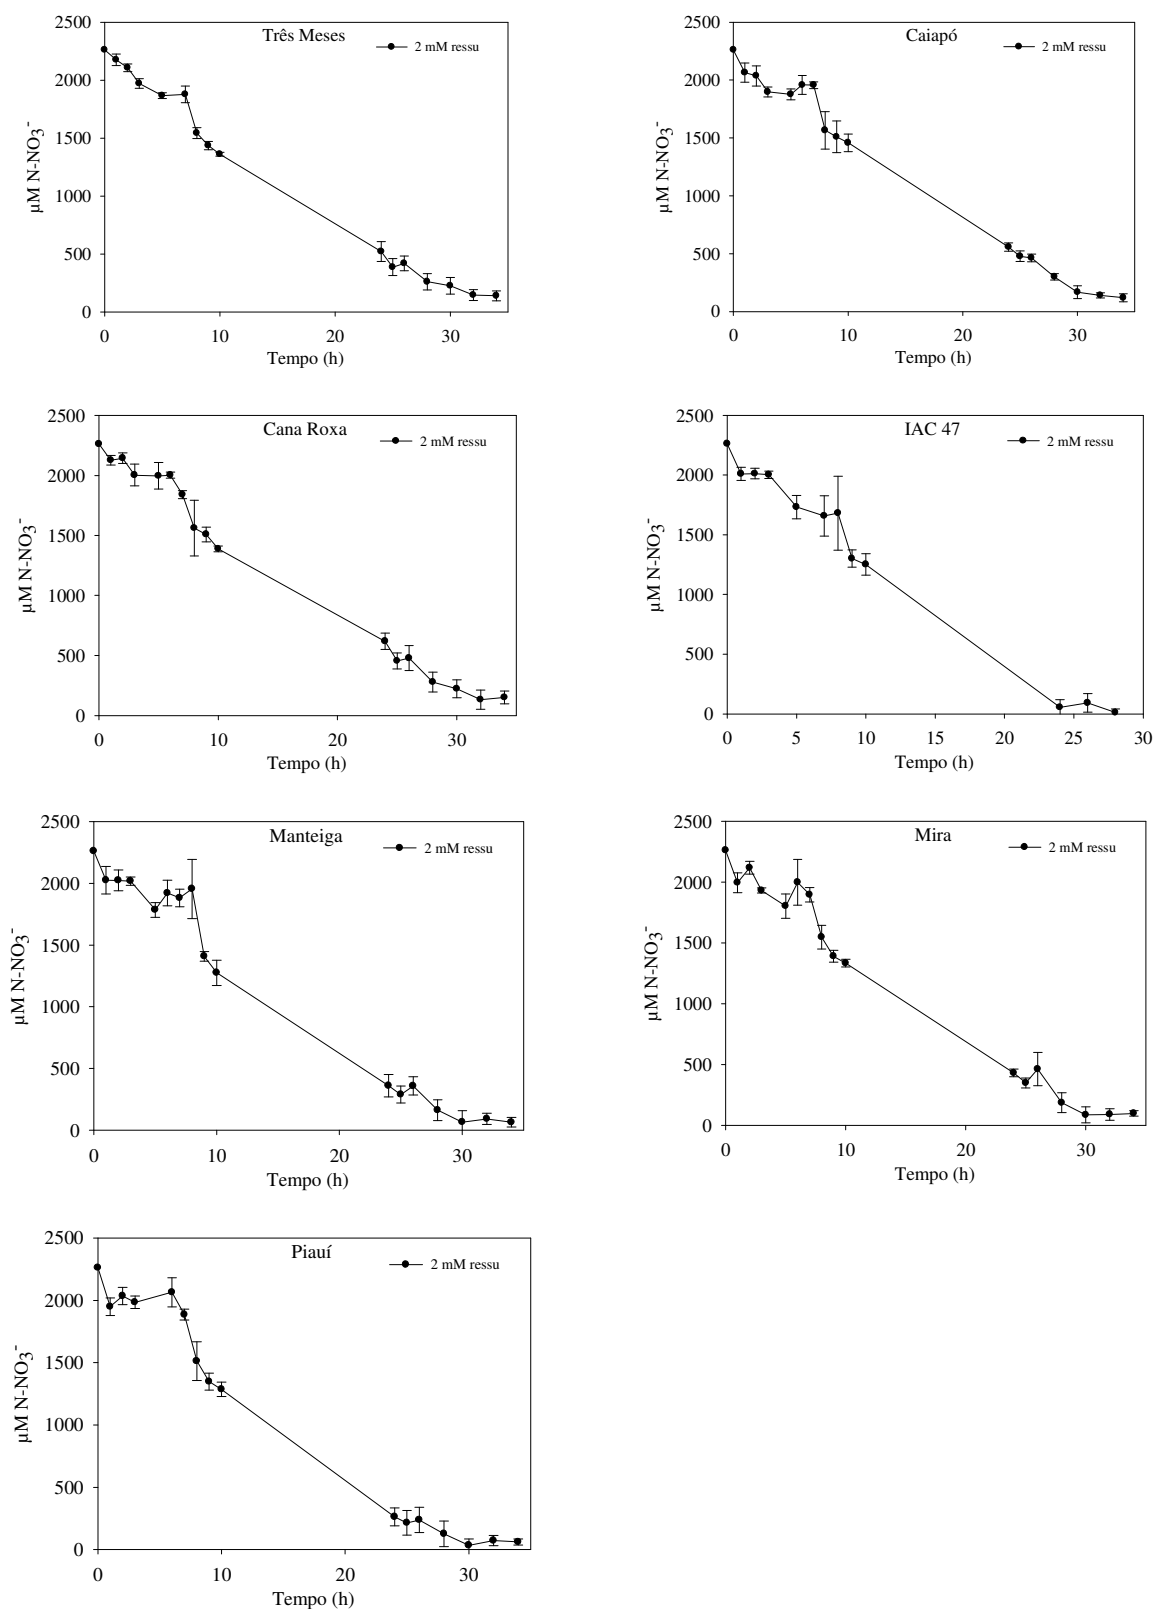 Três Meses
2 mM ressu
2500
2000
1500
1000
500
0
µM N-NO3-
0 10 20 30
Tempo (h)
Caiapó
2 mM ressu
2500
2000
1500
1000
500
0
µM N-NO3-
0 10 20 30
Tempo (h)
Cana Roxa
2 mM ressu
2500
2000
1500
1000
500
0
µM N-NO3-
0 10 20 30
Tempo (h)
IAC 47
2 mM ressu
2500
2000
1500
1000
500
0
µM N-NO3-
0 5 10 15 20 25 30
Tempo (h)
Manteiga
2 mM ressu
2500
2000
1500
1000
500
0
µM N-NO3-
0 10 20 30
Tempo (h)
Mira
2 mM ressu
2500
2000
1500
1000
500
0
µM N-NO3-
0 10 20 30
Tempo (h)
Piauí
2 mM ressu
2500
2000
1500
1000
500
0
µM N-NO3-
0 10 20 30
Tempo (h)